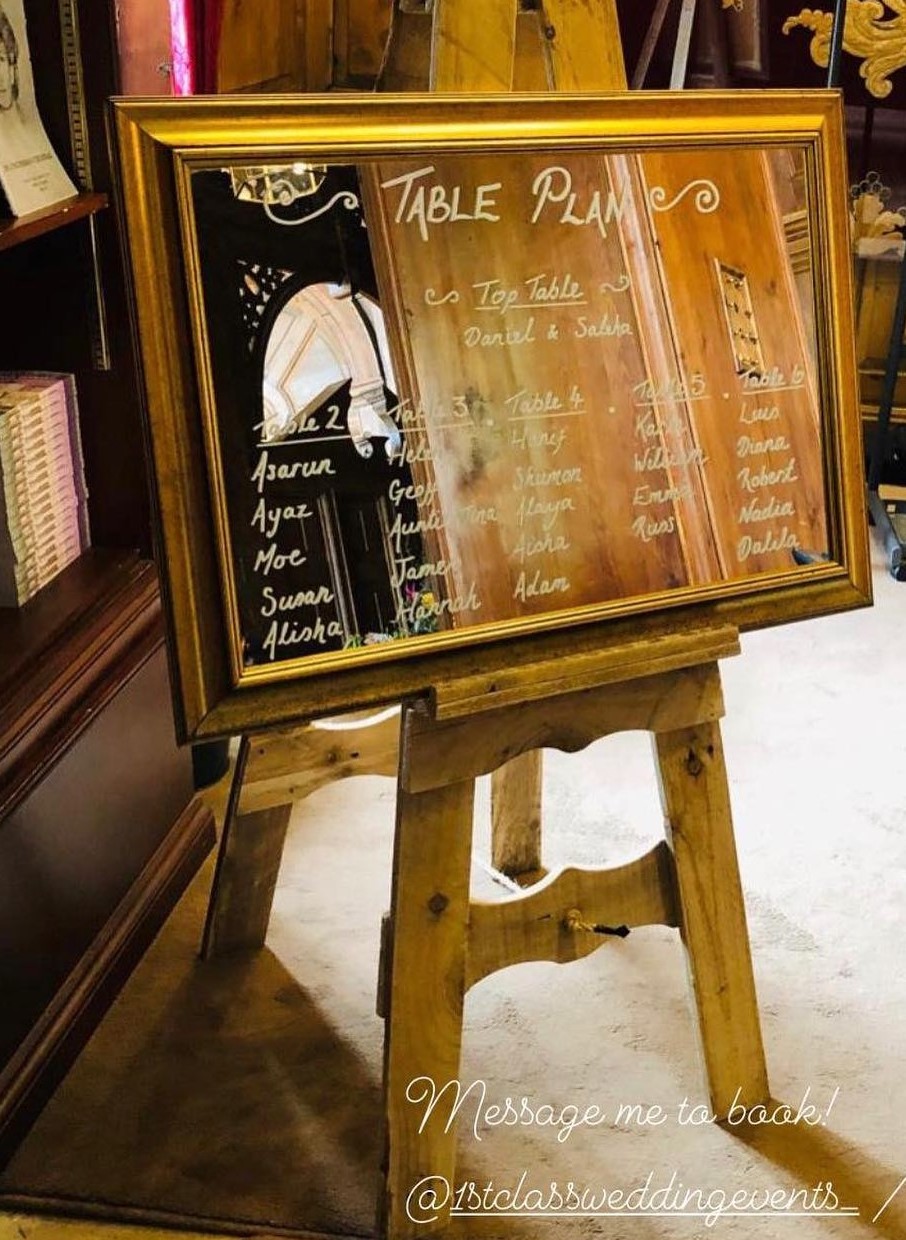 TABLE PLAN
Top Table
Daniel & Saleha
Table 2
Asarun
Ayaz
Moe
Susan
Alisha
Table 3
Helen
Geoff
Auntie Tina
James
Hannah
Table 4
Hanif
Shumon
Alaya
Aisha
Adam
Table 5
William
Emma
Russ
Table 6
Luis
Diana
Robert
Nadia
Dalila
Message me to book!
@1stclassweddingevents_ /